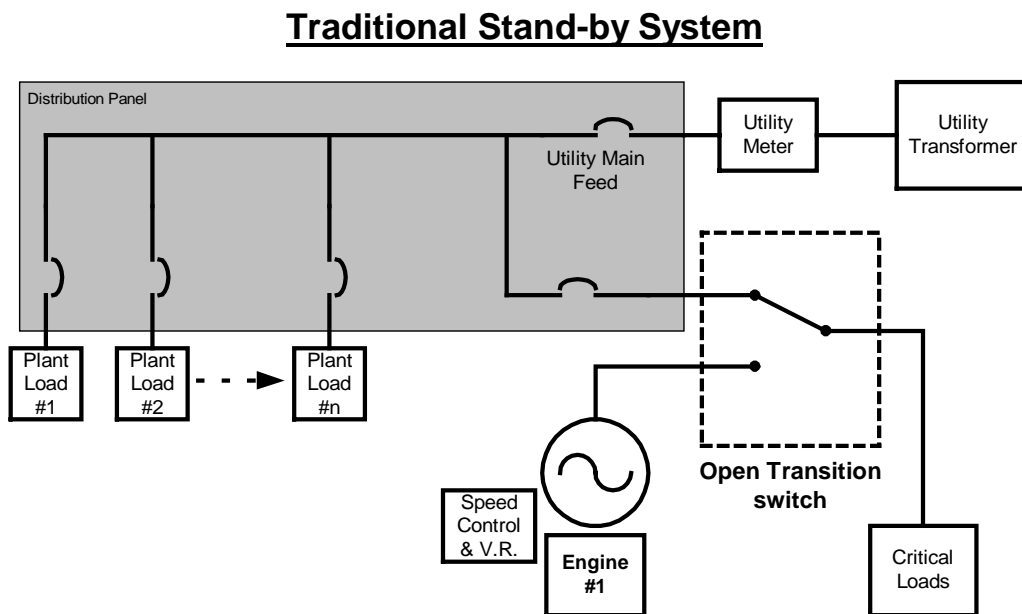 Traditional Stand-by System
Distribution Panel
Utility Main
Feed
Utility
Meter
Utility
Transformer
Plant
Load
#1
Plant
Load
#2
Plant
Load
#n
Open Transition
switch
Speed
Control
& V.R.
Engine
#1
Critical
Loads